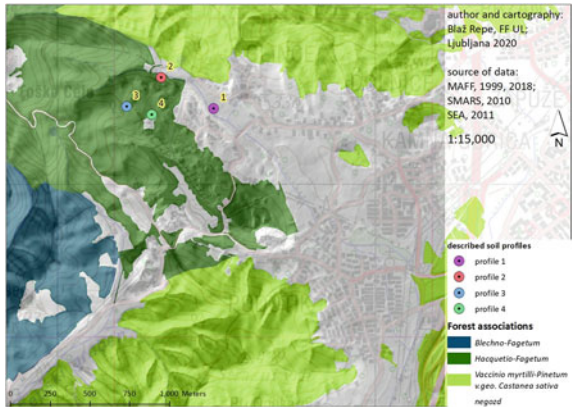 author and cartography:
Blaž Repe, FF UL;
Ljubljana 2020
source of data:
MAFF, 1999, 2018;
SMARS, 2010
SEA, 2011
1:15,000
N
2
3
4
1
described soil profiles
profile 1
profile 2
profile 3
profile 4
Forest associations
Blechno-Fagetum
Hacquetio-Fagetum
Vaccinio myrtilli-Pinetum
v.geo. Castanea sativa
negozd
0 250 500 750 1,000 Meters